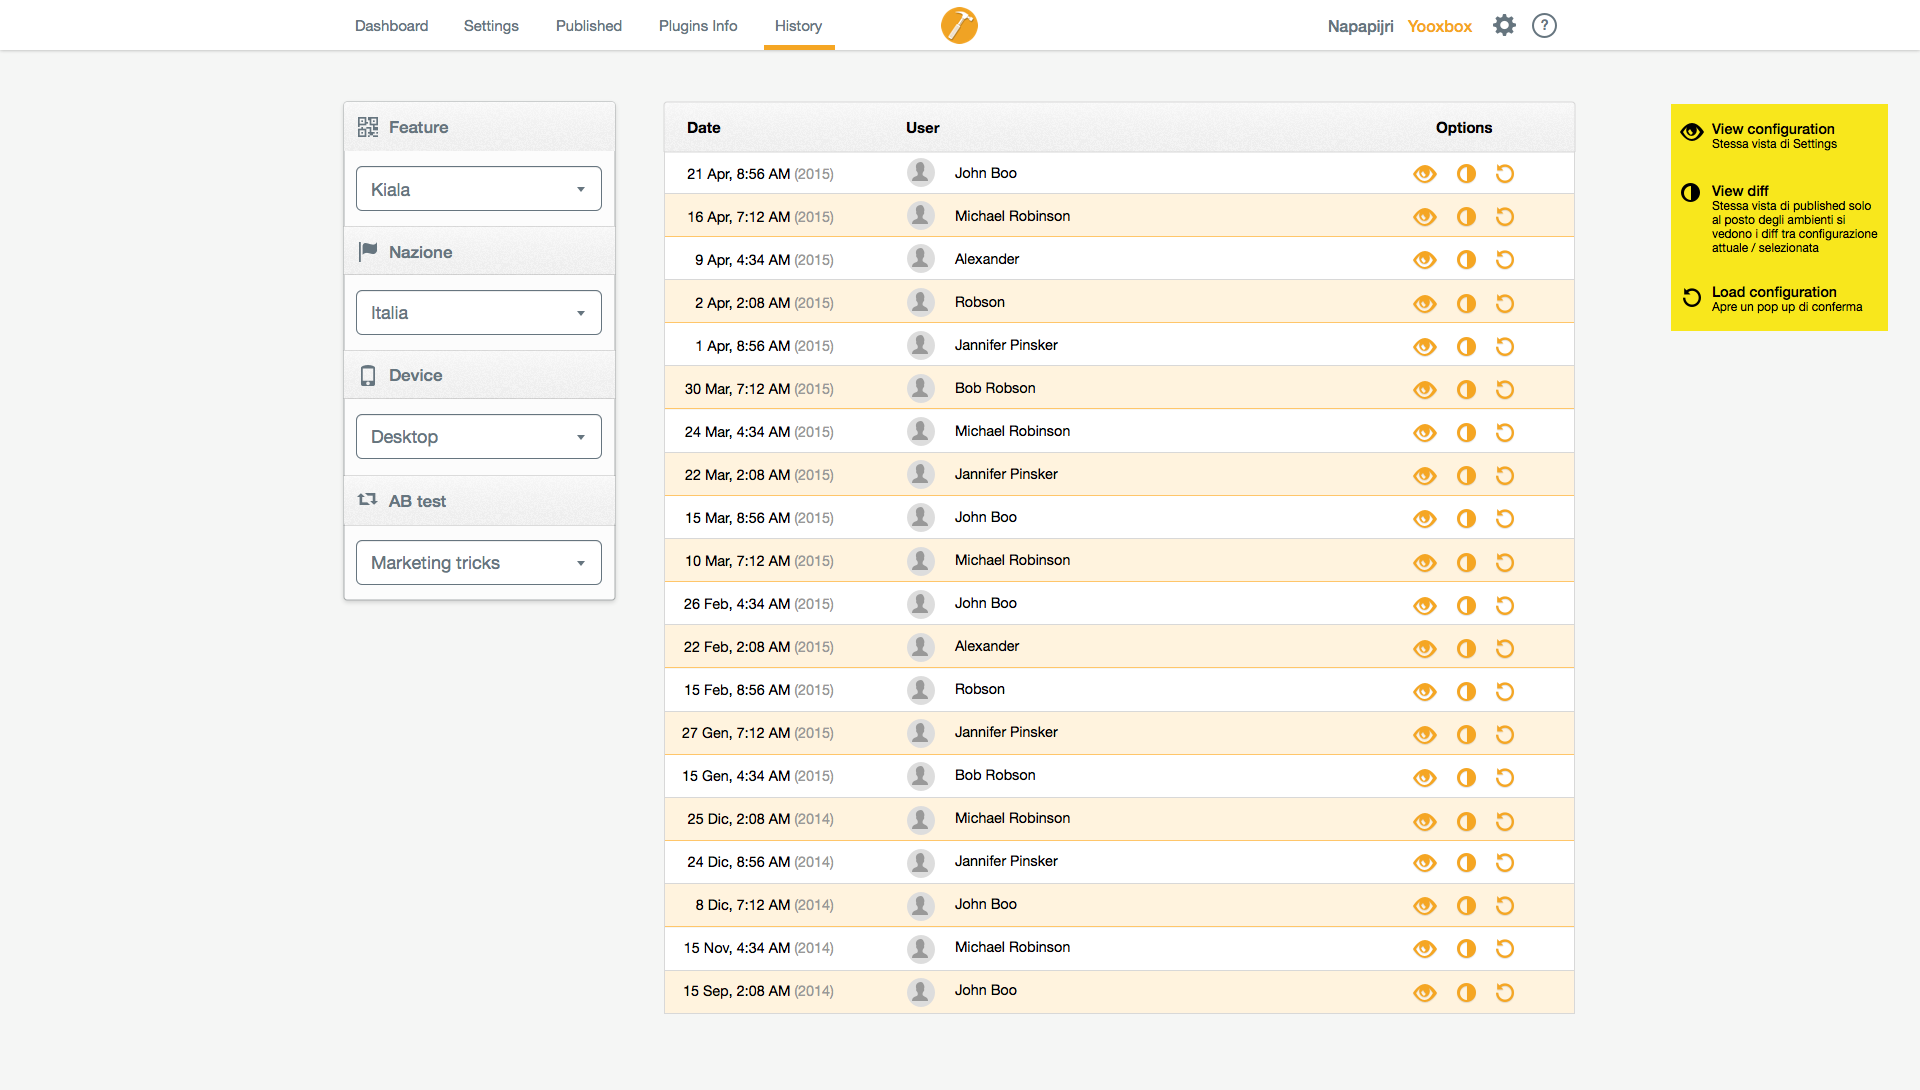 Dashboard Settings Published Plugins Info History Napapijri Yooxbox ?
Feature
Kiala
Nazione
Italia
Device
Desktop
AB test
Marketing tricks
Date User Options
21 Apr, 8:56 AM (2015) John Boo
16 Apr, 7:12 AM (2015) Michael Robinson
9 Apr, 4:34 AM (2015) Alexander
2 Apr, 2:08 AM (2015) Robson
1 Apr, 8:56 AM (2015) Jannifer Pinsker
30 Mar, 7:12 AM (2015) Bob Robson
24 Mar, 4:34 AM (2015) Michael Robinson
22 Mar, 2:08 AM (2015) Jannifer Pinsker
15 Mar, 8:56 AM (2015) John Boo
10 Mar, 7:12 AM (2015) Michael Robinson
26 Feb, 4:34 AM (2015) John Boo
22 Feb, 2:08 AM (2015) Alexander
15 Feb, 8:56 AM (2015) Robson
27 Gen, 7:12 AM (2015) Jannifer Pinsker
15 Gen, 4:34 AM (2015) Bob Robson
25 Dic, 2:08 AM (2014) Michael Robinson
24 Dic, 8:56 AM (2014) Jannifer Pinsker
8 Dic, 7:12 AM (2014) John Boo
15 Nov, 4:34 AM (2014) Michael Robinson
15 Sep, 2:08 AM (2014) John Boo
View configuration
Stessa vista di Settings
View diff
Stessa vista di published solo
al posto degli ambienti si
vedono i diff tra configurazione
attuale / selezionata
Load configuration
Apre un pop up di conferma